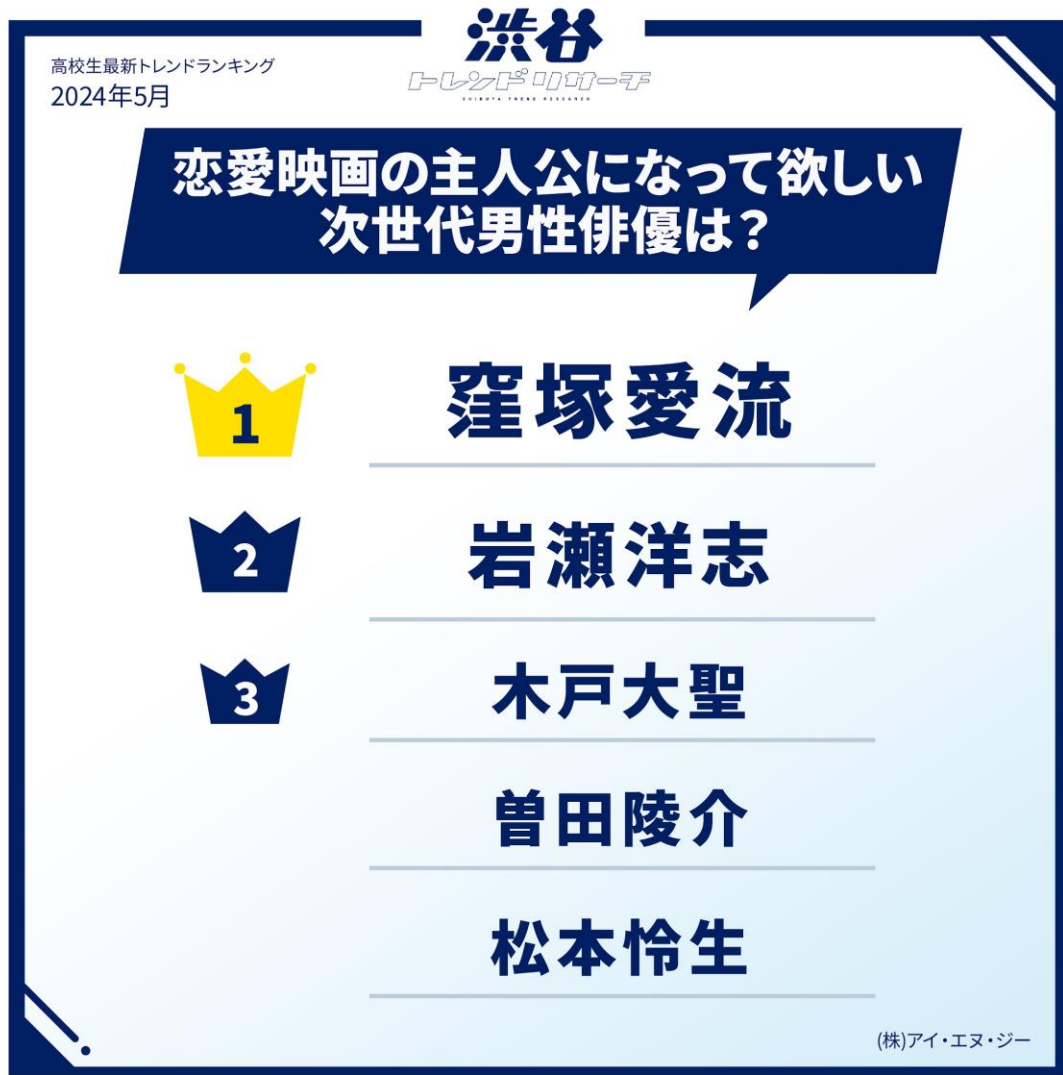 渋谷
トレンドリサーチ
SHIBUYA TREND RESEARCH
高校生最新トレンドランキング
2024年5月
恋愛映画の主人公になって欲しい
次世代男性俳優は？
1
窪塚愛流
2
岩瀬洋志
3
木戸大聖
曽田陵介
松本怜生
(株)アイ・エヌ・ジー